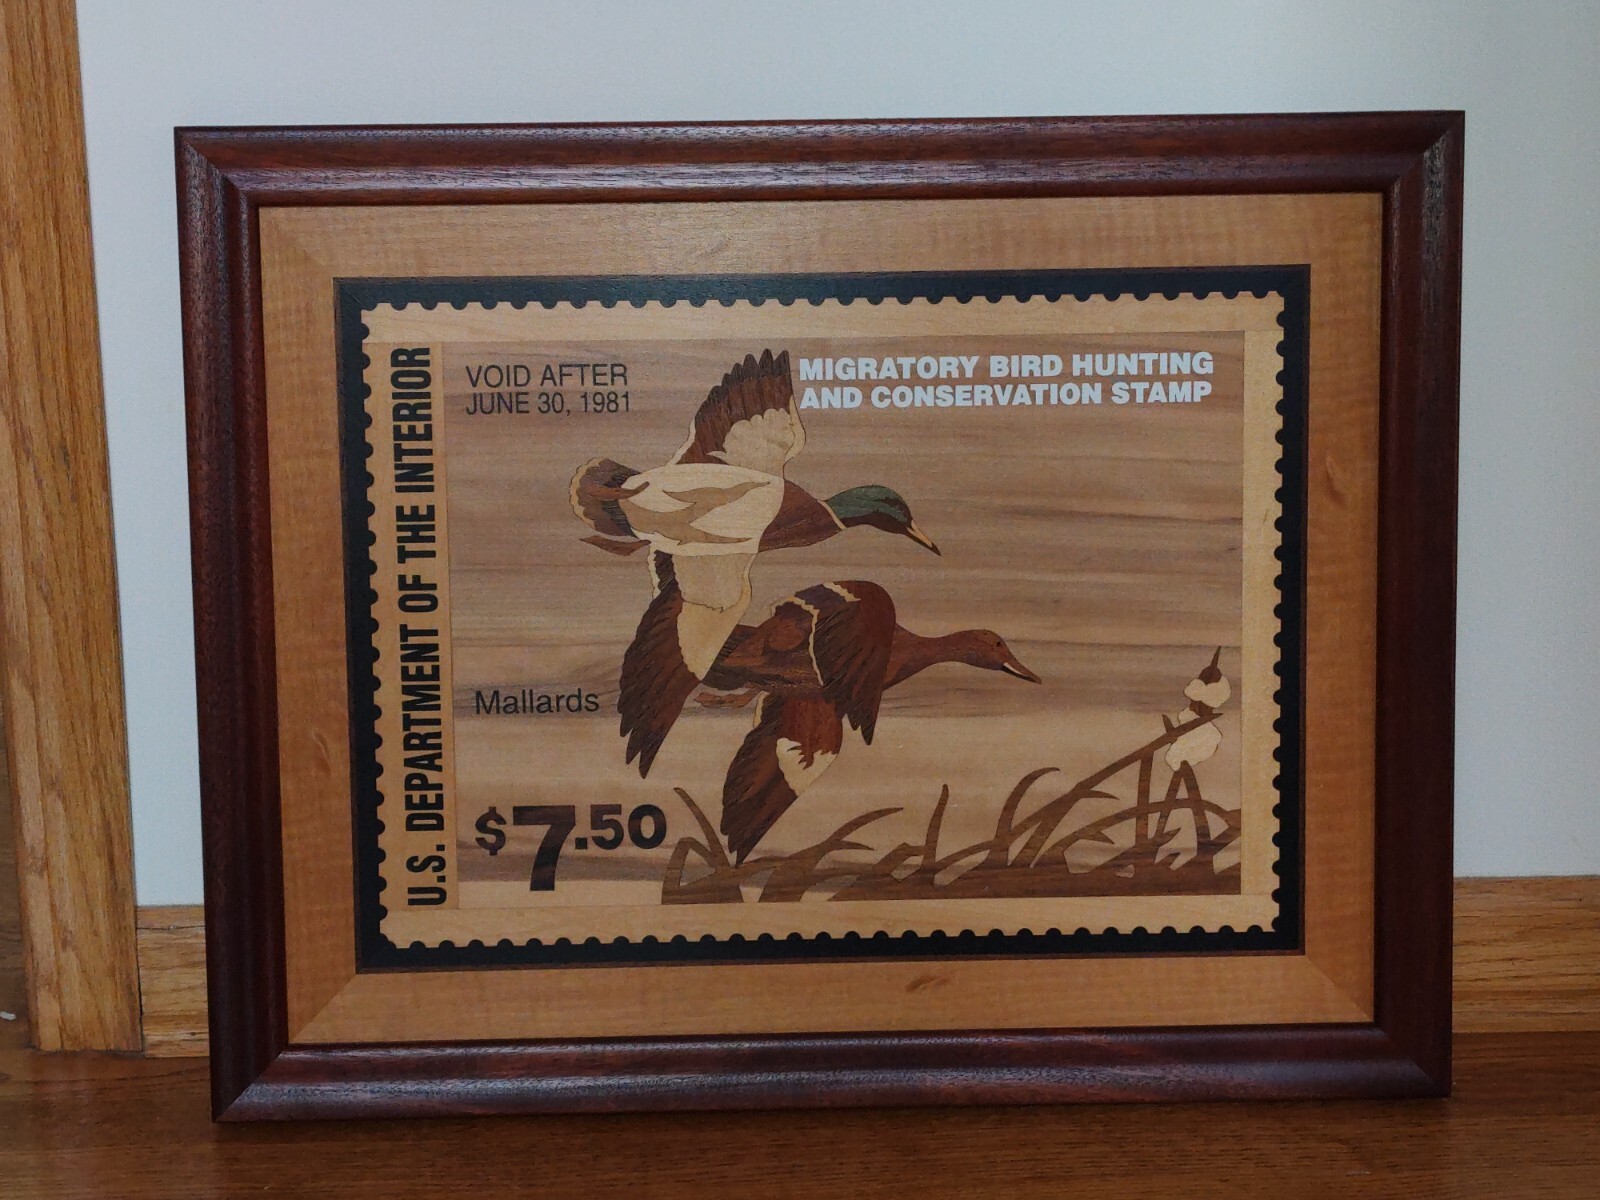 U.S. DEPARTMENT OF THE INTERIOR
VOID AFTER
JUNE 30, 1981
MIGRATORY BIRD HUNTING
AND CONSERVATION STAMP
Mallards
$7.50